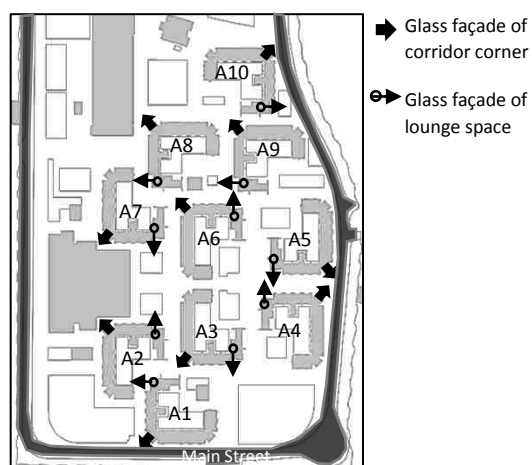 Glass façade of
corridor corner
Glass façade of
lounge space
A10
A8
A9
A7
A6
A5
A3
A4
A2
A1
Main Street